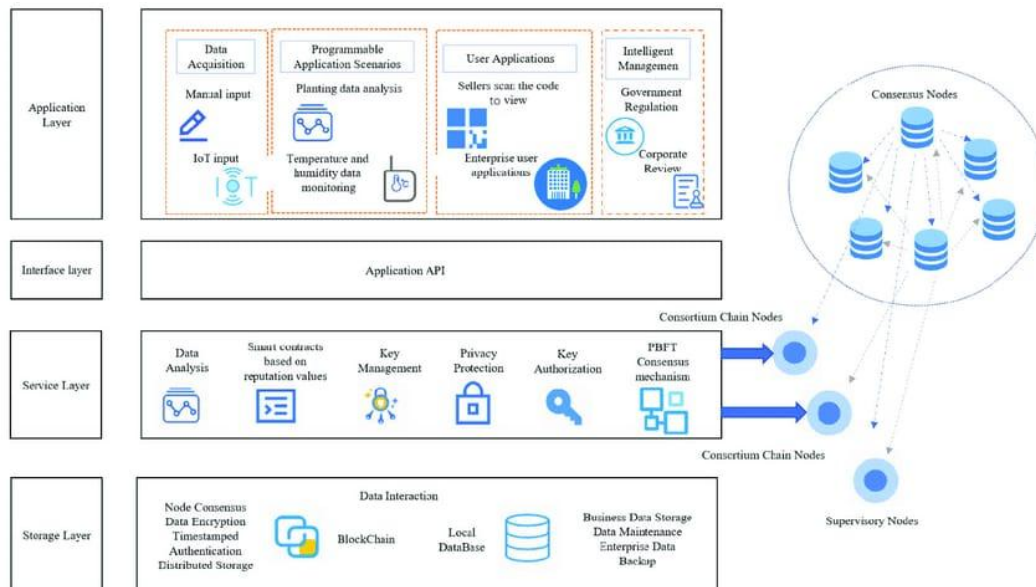 Application
Layer
Data
Acquisition
Manual input
IoT input
I O T
Programmable
Application Scenarios
Planting data analysis
Temperature and
humidity data
monitoring
°C
User Applications
Sellers scan the code
to view
Enterprise user
applications
Intelligent
Managemen
Government
Regulation
Corporate
Review
Consensus Nodes
Interface layer
Application API
Consortium Chain Nodes
Service Layer
Data
Analysis
Smart contracts
based on
reputation values
Key
Management
Privacy
Protection
Key
Authorization
PBFT
Consensus
mechanism
Consortium Chain Nodes
Supervisory Nodes
Storage Layer
Data Interaction
Node Consensus
Data Encryption
Timestamped
Authentication
Distributed Storage
BlockChain
Local
DataBase
Business Data Storage
Data Maintenance
Enterprise Data
Backup